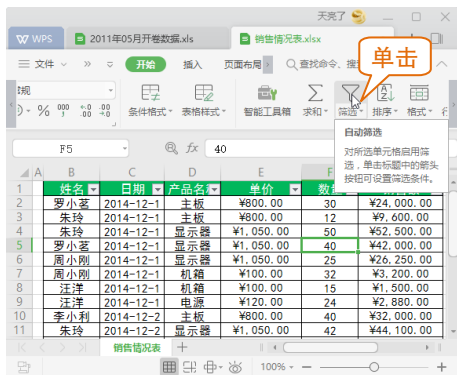 天亮了
WPS 2011年05月开卷数据.xls 销售情况表.xlsx
单击
文件 开始 插入 页面布局 查找命令、搜
常规
条件格式 表格样式 智能工具箱 求和 筛选 排序 格式
自动筛选
对所选单元格启用筛
选,单击标题中的箭头
按钮可设置筛选条件。
F5 fx 40
A B C D E F
1 姓名 日期 产品名称 单价
2 罗小茗 2014-12-1 主板 ¥800.00 30 ¥24,000.00
3 朱玲 2014-12-1 主板 ¥800.00 12 ¥9,600.00
4 朱玲 2014-12-1 显示器 ¥1,050.00 50 ¥52,500.00
5 罗小茗 2014-12-1 显示器 ¥1,050.00 40 ¥42,000.00
6 周小刚 2014-12-1 显示器 ¥1,050.00 25 ¥26,250.00
7 周小刚 2014-12-1 机箱 ¥100.00 32 ¥3,200.00
8 汪洋 2014-12-1 机箱 ¥100.00 15 ¥1,500.00
9 汪洋 2014-12-1 电源 ¥120.00 24 ¥2,880.00
10 李小利 2014-12-2 主板 ¥800.00 40 ¥32,000.00
11 朱玲 2014-12-2 显示器 ¥1,050.00 42 ¥44,100.00
销售情况表
100%